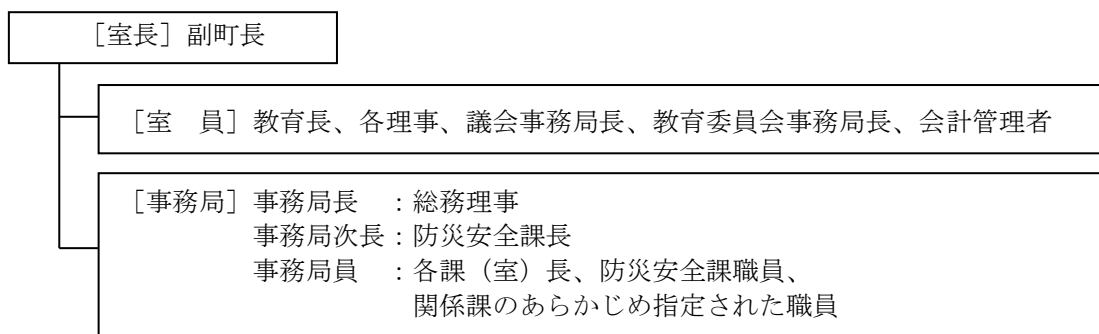 ［室長］副町長
［室　員］教育長、各理事、議会事務局長、教育委員会事務局長、会計管理者
［事務局］事務局長　：総務理事
事務局次長：防災安全課長
事務局員　：各課（室）長、防災安全課職員、
関係課のあらかじめ指定された職員